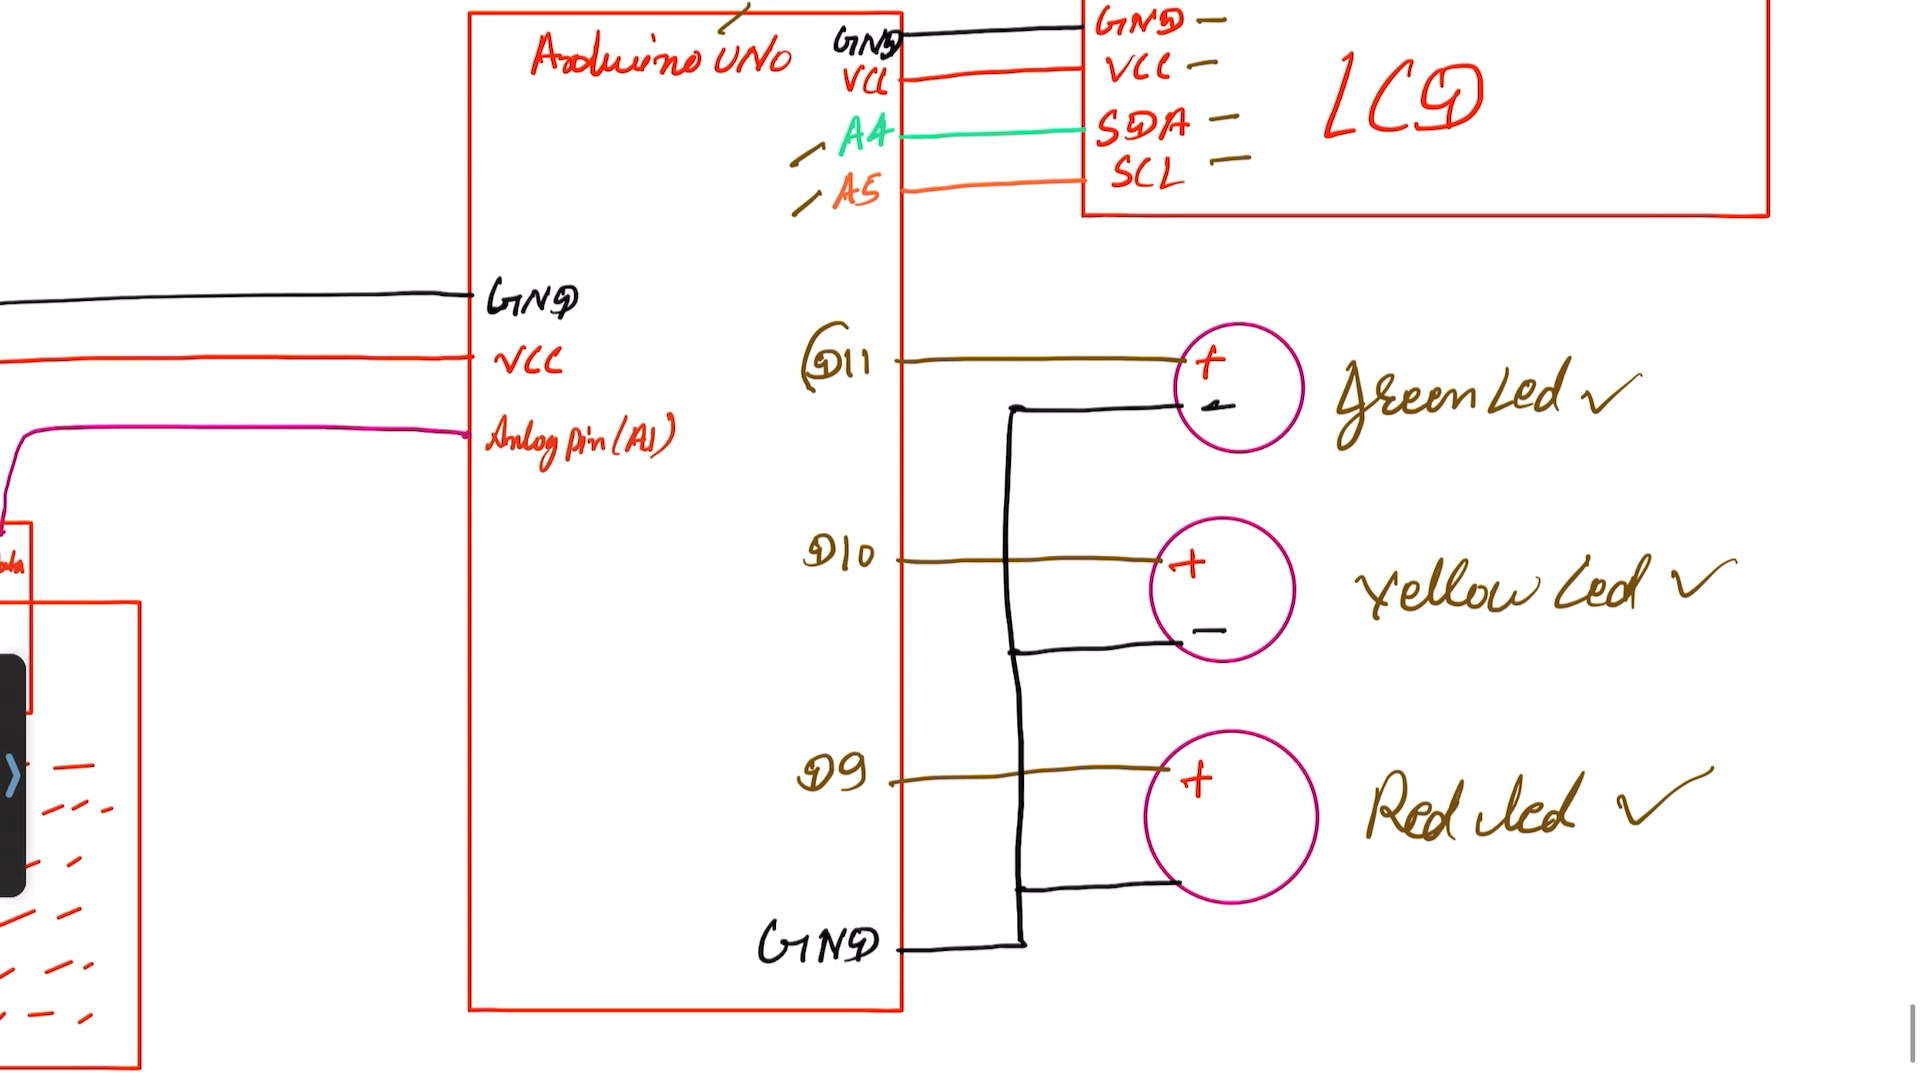 Arduino UNO
GND
VCC
A4
A5
GND
VCC
SDA
SCL
LCD
GND
VCC
Anlog pin (A1)
D11
+
-
Green Led ✓
D10
+
-
Yellow Led ✓
D9
+
Red led ✓
GND